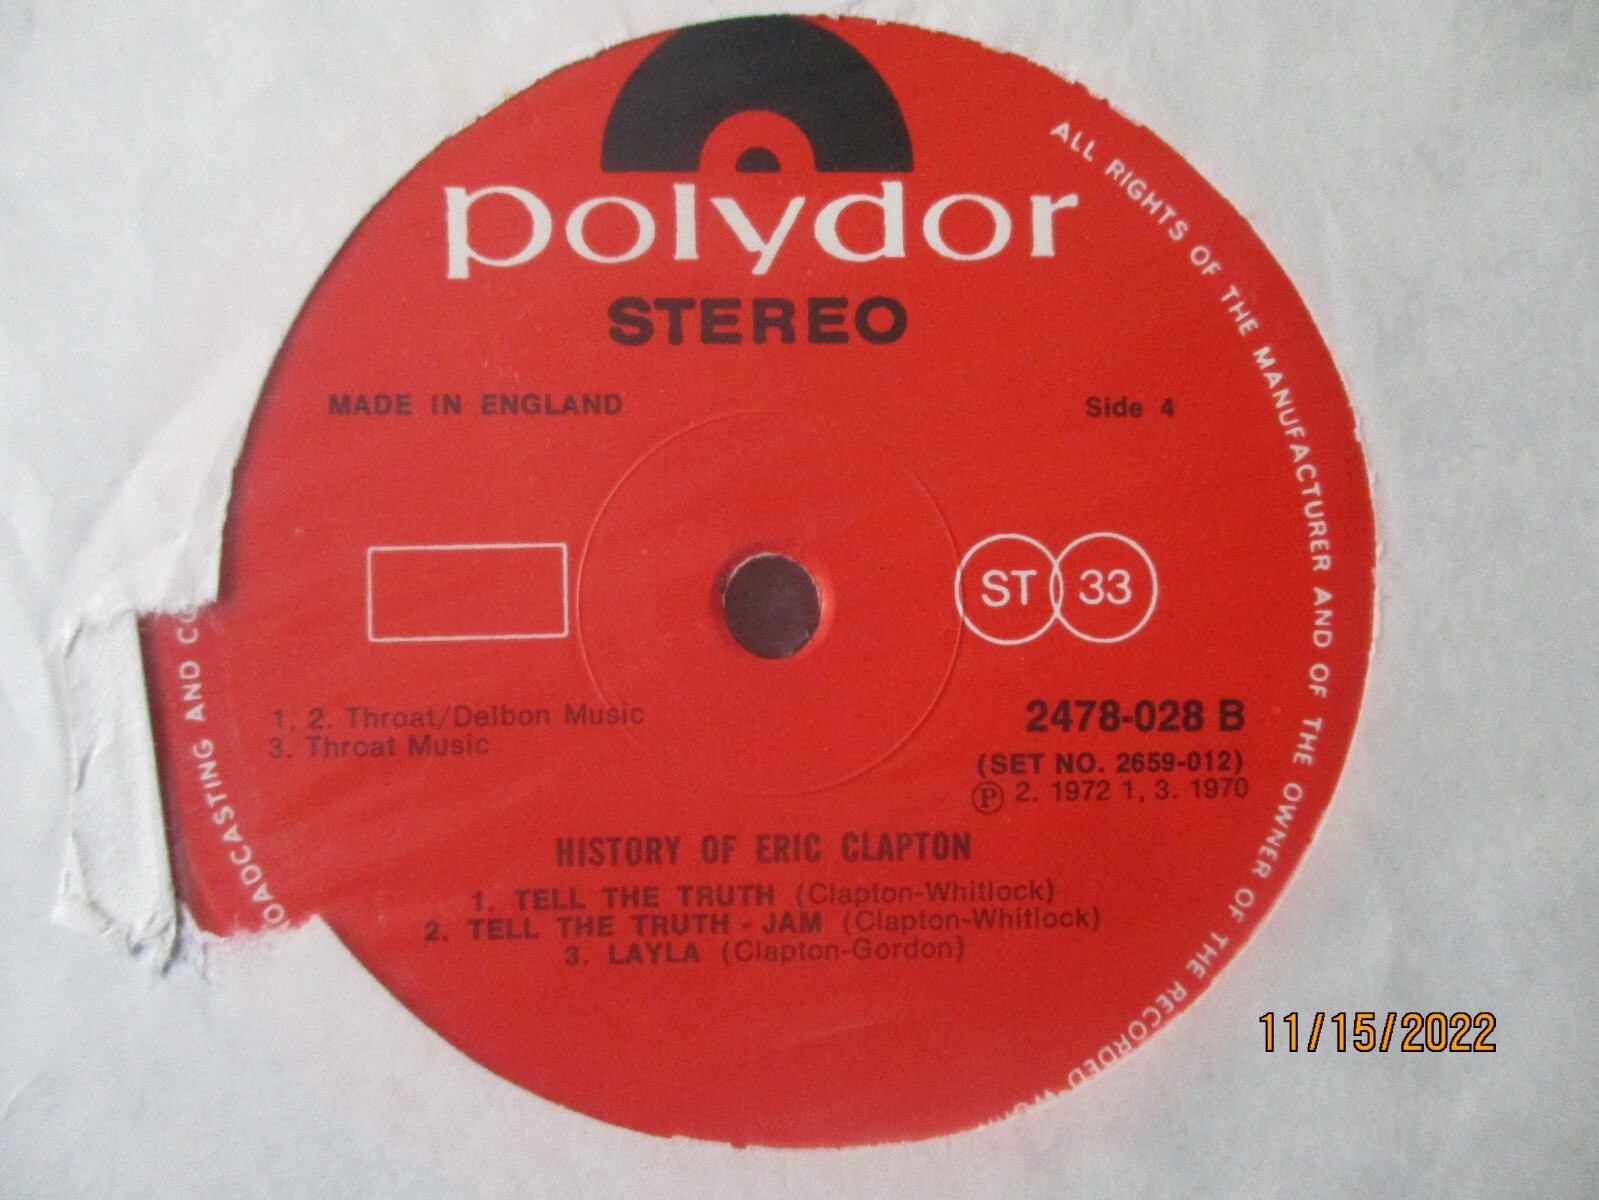 polydor
STEREO
MADE IN ENGLAND
Side 4
ST 33
1, 2. Throat/Delbon Music
3. Throat Music
2478-028 B
(SET NO. 2659-012)
Ⓟ 2. 1972 1, 3. 1970
HISTORY OF ERIC CLAPTON
1. TELL THE TRUTH (Clapton-Whitlock)
2. TELL THE TRUTH - JAM (Clapton-Whitlock)
3. LAYLA (Clapton-Gordon)
ALL RIGHTS OF THE MANUFACTURER AND OF THE OWNER OF THE RECORDED
OADCASTING AND CO
11/15/2022